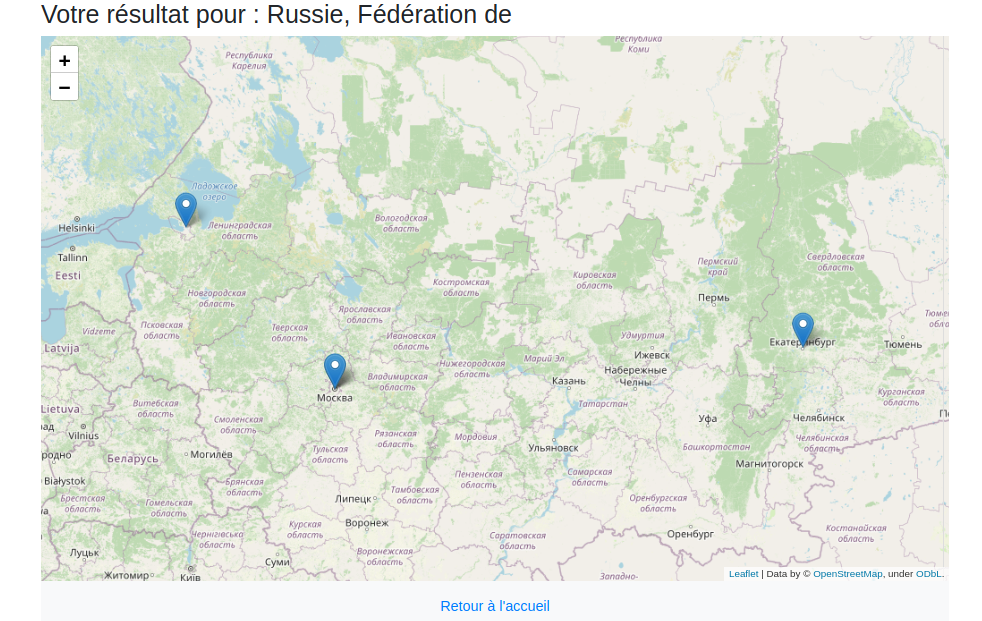 Votre résultat pour : Russie, Fédération de
+
−
Республика
Карелия
Республика
Коми
Ладожское
озеро
Helsinki
Ленинградская
область
Вологодская
область
Tallinn
Eesti
Пермский
край
Свердловская
область
Кировская
область
Костромская
область
Новгородская
область
Пермь
Ярославская
область
Псковская
область
Тверская
область
Vidzeme
Ивановская
область
Удмуртия
Екатеринбург
Тюмень
Latvija
Ижевск
Марий Эл
Нижегородская
область
Набережные
Челны
Казань
Владимирская
область
Москва
Курганская
область
Lietuva
Витебская
область
Татарстан
Смоленская
область
Уфа
Челябинск
Vilnius
Рязанская
область
Мордовия
Челябинская
область
Ульяновск
Башкортостан
Беларусь
Могилёв
Тульская
область
Магнитогорск
Białystok
Пензенская
область
Самарская
область
Брянская
область
Тамбовская
область
Брестская
область
Гомельская
область
Липецк
Оренбургская
область
Воронеж
Курская
область
Чернігівська
область
Саратовская
область
Оренбург
Костанайская
область
Луцьк
Воронежская
область
Суми
Житомир
Київ
Западно-
Leaflet | Data by © OpenStreetMap, under ODbL.
Retour à l'accueil